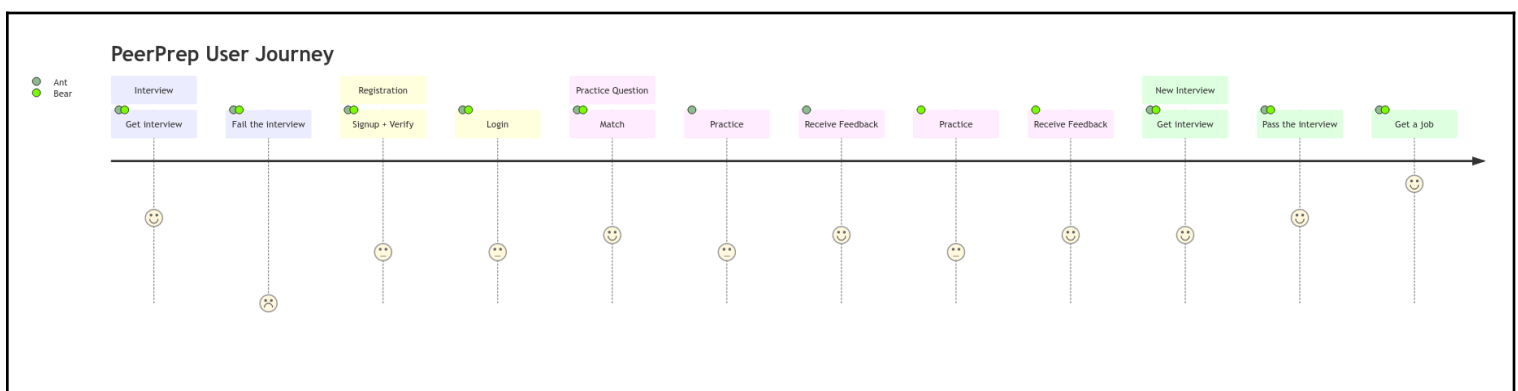 PeerPrep User Journey
Ant
Bear
Interview
Registration
Practice Question
New Interview
Get interview
Fail the interview
Signup + Verify
Login
Match
Practice
Receive Feedback
Practice
Receive Feedback
Get interview
Pass the interview
Get a job